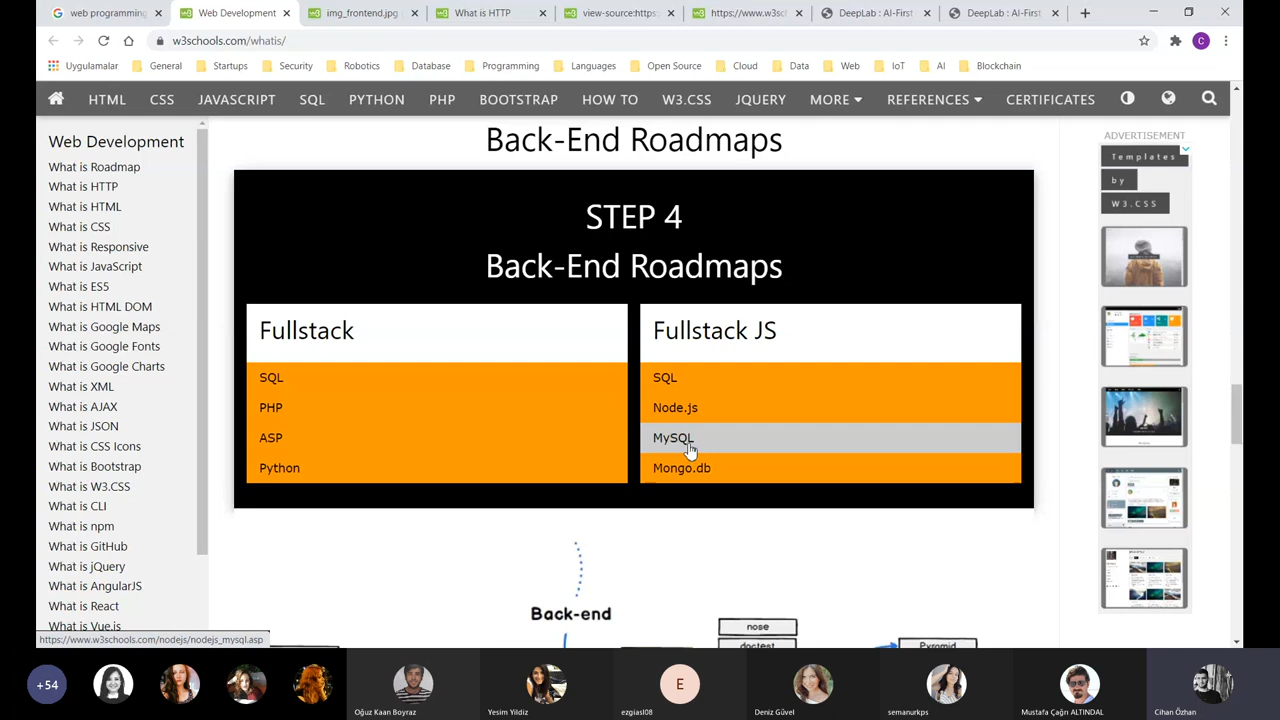 web programming
Web Development
img_frontend.jpg
What is HTTP
view-source:https:
https://www.w3sc
DeepLab : AI-First
DeepLab : AI-First
w3schools.com/whatis/
C
Uygulamalar
General
Startups
Security
Robotics
Database
Programming
Languages
Open Source
Cloud
Data
Web
IoT
AI
Blockchain
HTML
CSS
JAVASCRIPT
SQL
PYTHON
PHP
BOOTSTRAP
HOW TO
W3.CSS
JQUERY
MORE
REFERENCES
CERTIFICATES
Web Development
What is Roadmap
What is HTTP
What is HTML
What is CSS
What is Responsive
What is JavaScript
What is ES5
What is HTML DOM
What is Google Maps
What is Google Fonts
What is Google Charts
What is XML
What is AJAX
What is JSON
What is CSS Icons
What is Bootstrap
What is W3.CSS
What is CLI
What is npm
What is GitHub
What is jQuery
What is AngularJS
What is React
What is Vue.js
https://www.w3schools.com/nodejs/nodejs_mysql.asp
Back-End Roadmaps
STEP 4
Back-End Roadmaps
Fullstack
SQL
PHP
ASP
Python
Fullstack JS
SQL
Node.js
MySQL
Mongo.db
Back-end
nose
doctest
Pyramid
ADVERTISEMENT
Templates
by
W3.CSS
+54
Oğuz Kaan Boyraz
Yesim Yildiz
E
ezgiasl08
Deniz Güvel
semanurkps
Mustafa Çağrı ALTINDAL
Cihan Özhan